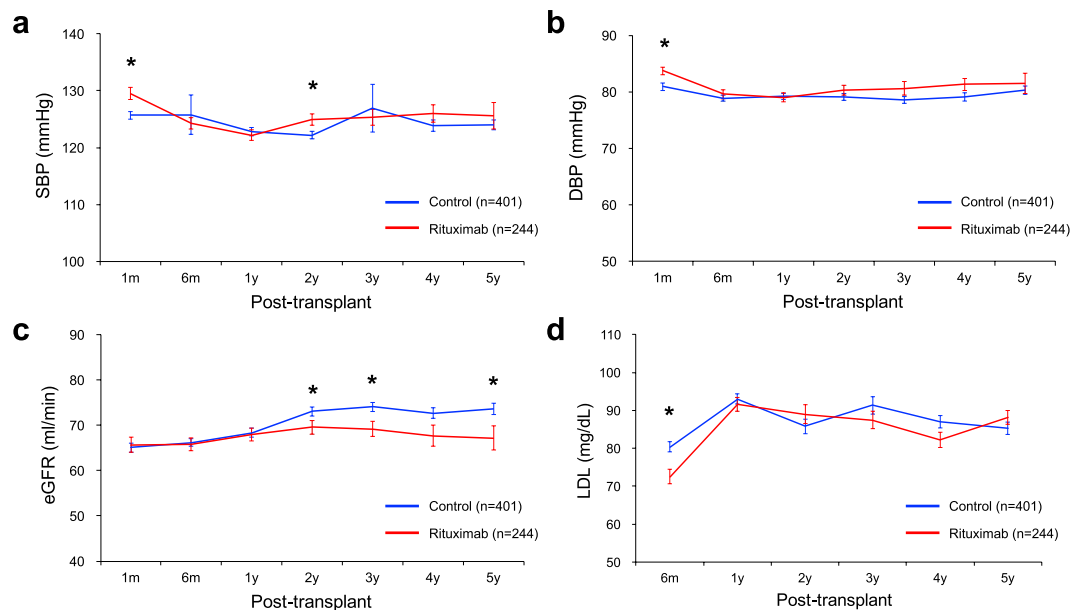 a
140
130
120
110
100
SBP (mmHg)
*
*
Control (n=401)
Rituximab (n=244)
1m 6m 1y 2y 3y 4y 5y
Post-transplant
b
90
80
70
60
50
DBP (mmHg)
*
Control (n=401)
Rituximab (n=244)
1m 6m 1y 2y 3y 4y 5y
Post-transplant
c
90
80
70
60
50
40
eGFR (ml/min)
*
*
*
Control (n=401)
Rituximab (n=244)
1m 6m 1y 2y 3y 4y 5y
Post-transplant
d
110
100
90
80
70
60
50
LDL (mg/dL)
*
Control (n=401)
Rituximab (n=244)
6m 1y 2y 3y 4y 5y
Post-transplant